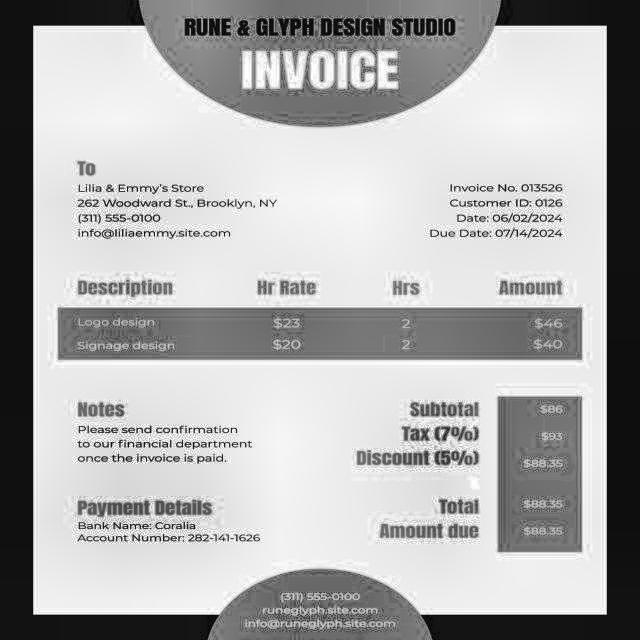 RUNE & GLYPH DESIGN STUDIO
INVOICE
To
Lilia & Emmy's Store
262 Woodward St., Brooklyn, NY
(311) 555-0100
info@liliaemmy.site.com
Invoice No. 013526
Customer ID: 0126
Date: 06/02/2024
Due Date: 07/14/2024
Description Hr Rate Hrs Amount
Logo design $23 2 $46
Signage design $20 2 $40
Notes
Please send confirmation
to our financial department
once the invoice is paid.
Subtotal $86
Tax (7%) $93
Discount (5%) $88.35
Total $88.35
Amount due $88.35
Payment Details
Bank Name: Coralia
Account Number: 282-141-1626
(311) 555-0100
runeglyph.site.com
info@runeglyph.site.com